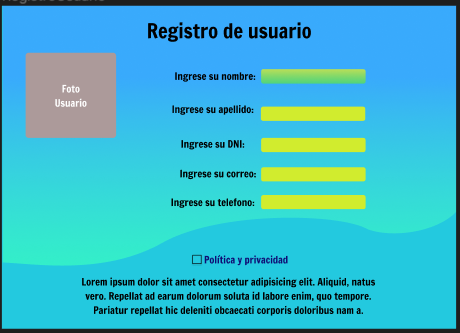 Registro de usuario
Foto
Usuario
Ingrese su nombre:
Ingrese su apellido:
Ingrese su DNI:
Ingrese su correo:
Ingrese su telefono:
Política y privacidad
Lorem ipsum dolor sit amet consectetur adipisicing elit. Aliquid, natus
vero. Repellat ad earum dolorum soluta id labore enim, quo tempore.
Pariatur repellat hic deleniti obcaecati corporis doloribus nam a.